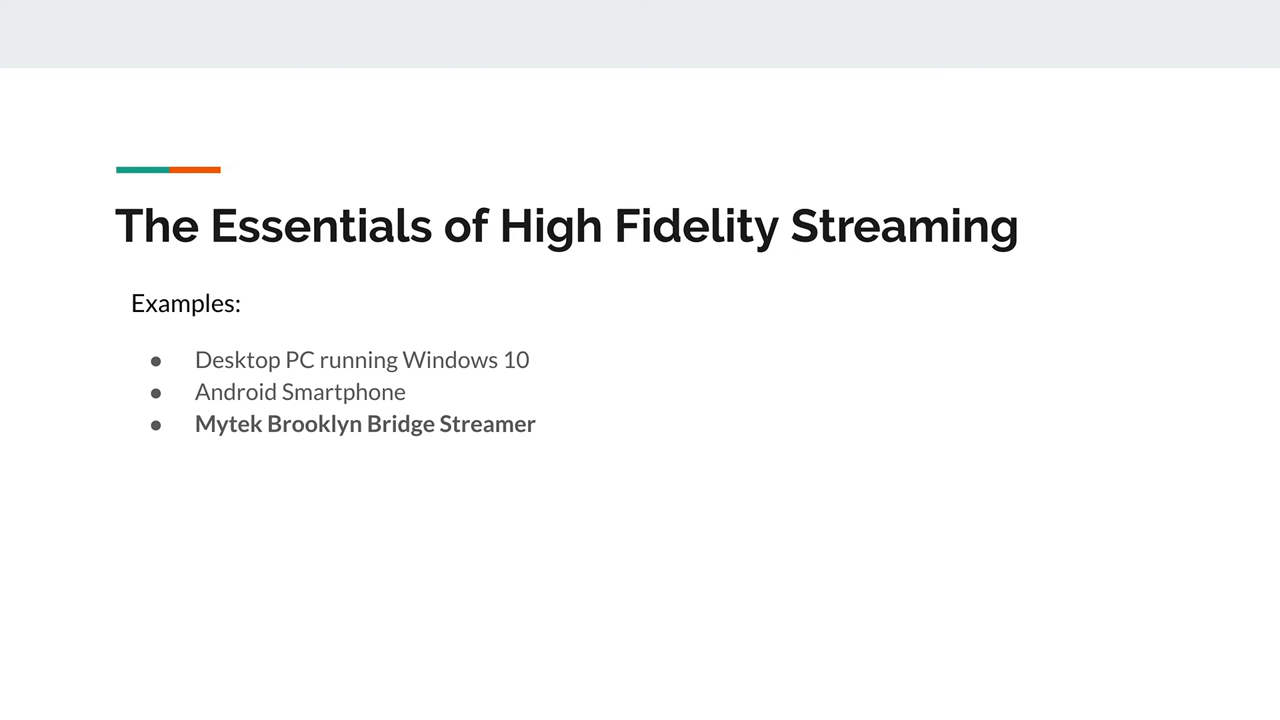 The Essentials of High Fidelity Streaming
Examples:
● Desktop PC running Windows 10
● Android Smartphone
● Mytek Brooklyn Bridge Streamer